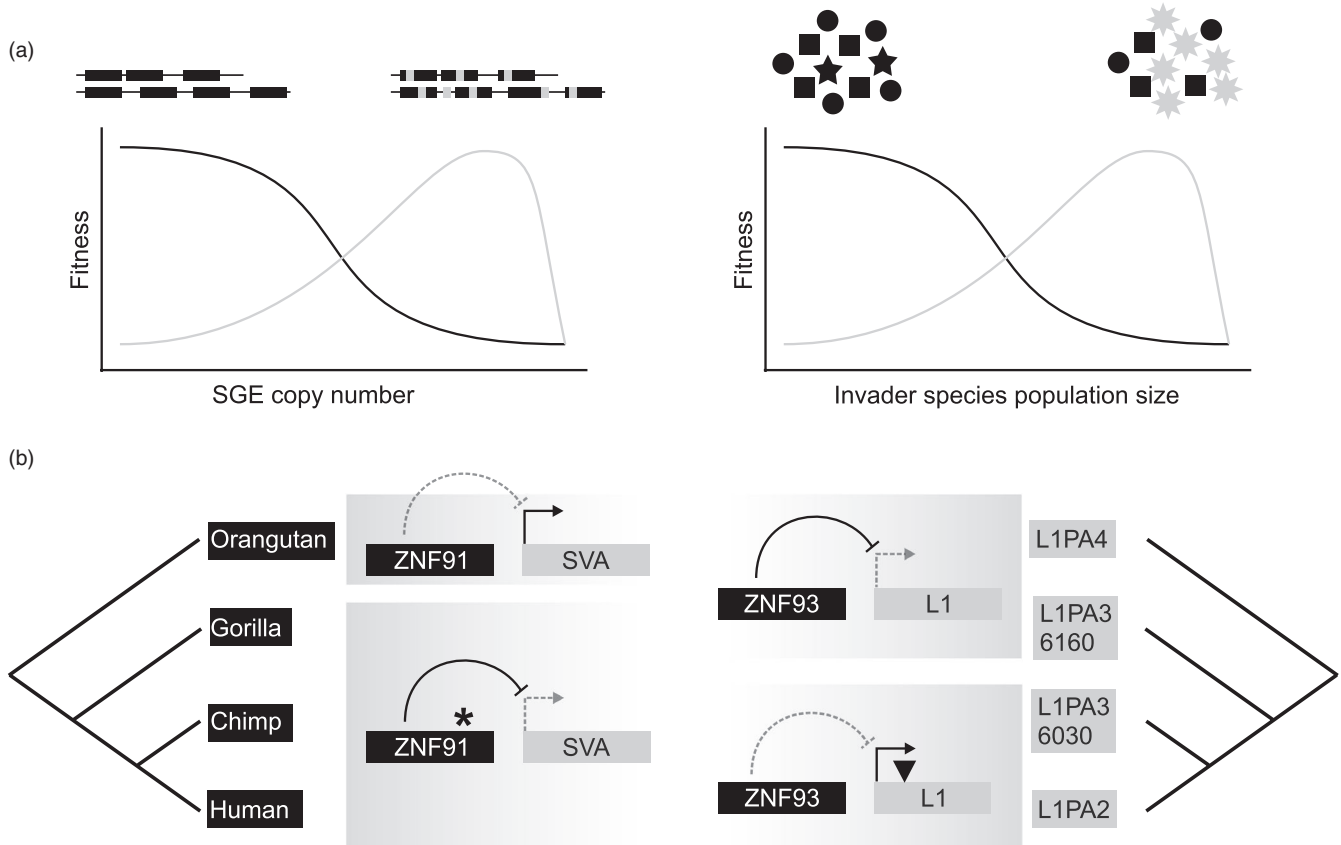 (a)
Fitness
SGE copy number
Fitness
Invader species population size
(b)
Orangutan
Gorilla
Chimp
Human
ZNF91
SVA
*
ZNF91
SVA
ZNF93
L1
ZNF93
L1
L1PA4
L1PA3
6160
L1PA3
6030
L1PA2